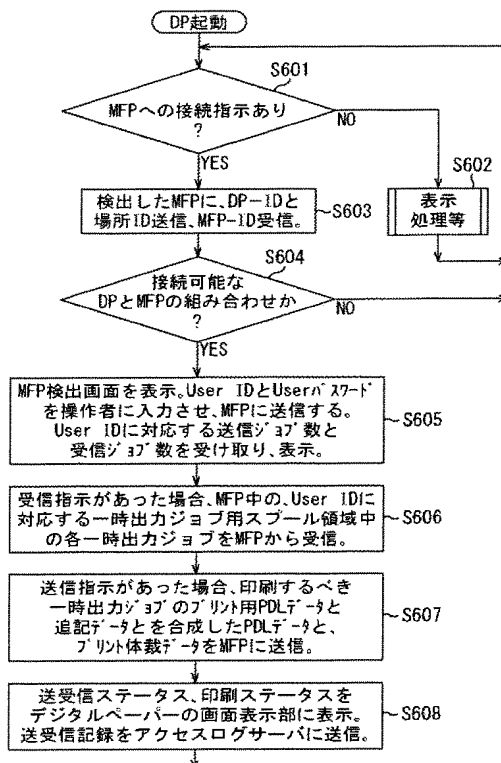 DP起動
S601
MFPへの接続指示あり
?
NO
YES
S602
表示
処理等
検出したMFPに、DP-IDと
場所ID送信、MFP-ID受信。
S603
S604
接続可能な
DPとMFPの組み合わせか
?
NO
YES
MFP検出画面を表示。User IDとUserパスワード
を操作者に入力させ、MFPに送信する。
User IDに対応する送信ジョブ数と
受信ジョブ数を受け取り、表示。
S605
受信指示があった場合、MFP中の、User IDに
対応する一時出力ジョブ用スプール領域中
の各一時出力ジョブをMFPから受信。
S606
送信指示があった場合、印刷するべき
一時出力ジョブのプリント用PDLデータと
追記データとを合成したPDLデータと、
プリント体裁データをMFPに送信。
S607
送受信ステータス、印刷ステータスを
デジタルペーパーの画面表示部に表示。
送受信記録をアクセスログサーバに送信。
S608